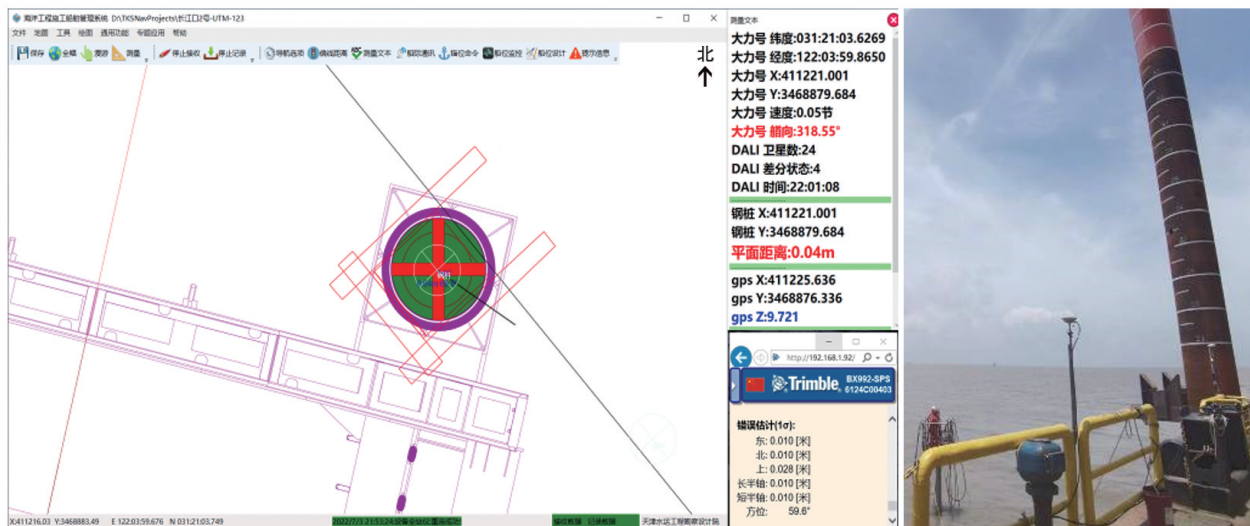 海洋工程施工船舶管理系统 D:\TKSNavProjects\长江口2号-UTM-123
文件 地图 工具 绘图 通用功能 专题应用 帮助
保存 全幅 漫游 测量 停止接收 停止记录 导航选项 偏线距离 测量文本 船际通讯 锚位命令 船位监控 船位设计 提示信息
北
钢桩
X:411216.03 Y:3468883.49 E 122:03:59.676 N 031:21:03.749
天津水运工程勘察设计院
测量文本
大力号 纬度:031:21:03.6269
大力号 经度:122:03:59.8650
大力号 X:411221.001
大力号 Y:3468879.684
大力号 速度:0.05节
大力号 艏向:318.55°
DALI 卫星数:24
DALI 差分状态:4
DALI 时间:22:01:08
钢桩 X:411221.001
钢桩 Y:3468879.684
平面距离:0.04m
gps X:411225.636
gps Y:3468876.336
gps Z:9.721
http://192.168.1.92/
Trimble BX992-SPS
6124C00403
错误估计(1σ):
东: 0.010 [米]
北: 0.010 [米]
上: 0.028 [米]
长半轴: 0.010 [米]
短半轴: 0.010 [米]
方位: 59.6°